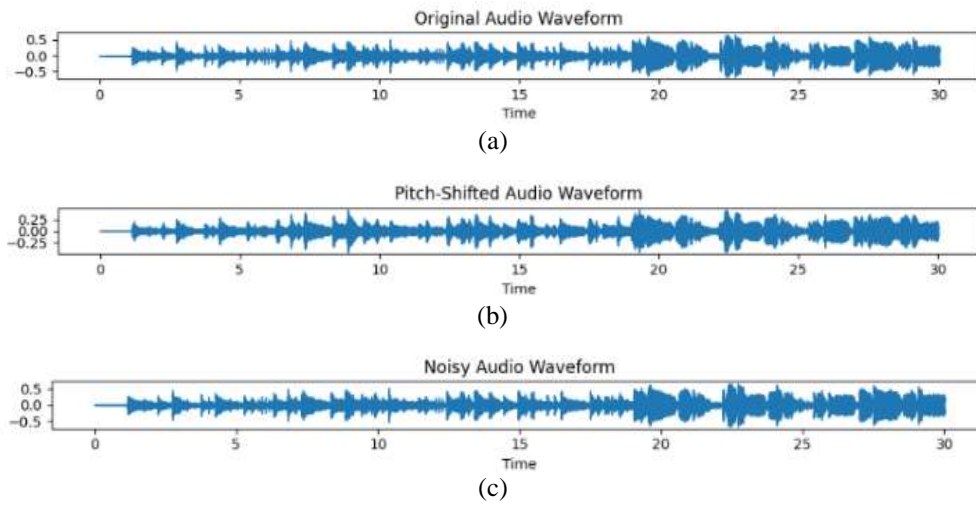 Original Audio Waveform
0.5
0.0
−0.5
0 5 10 15 20 25 30
Time
(a)
Pitch-Shifted Audio Waveform
0.25
0.00
−0.25
0 5 10 15 20 25 30
Time
(b)
Noisy Audio Waveform
0.5
0.0
−0.5
0 5 10 15 20 25 30
Time
(c)